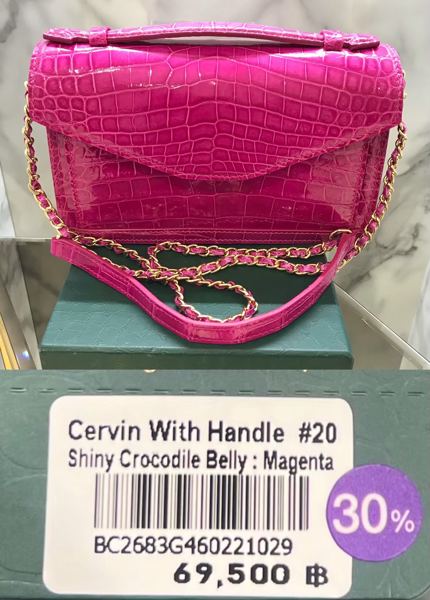 Cervin With Handle #20
Shiny Crocodile Belly : Magenta
BC2683G460221029
69,500 ฿
30%